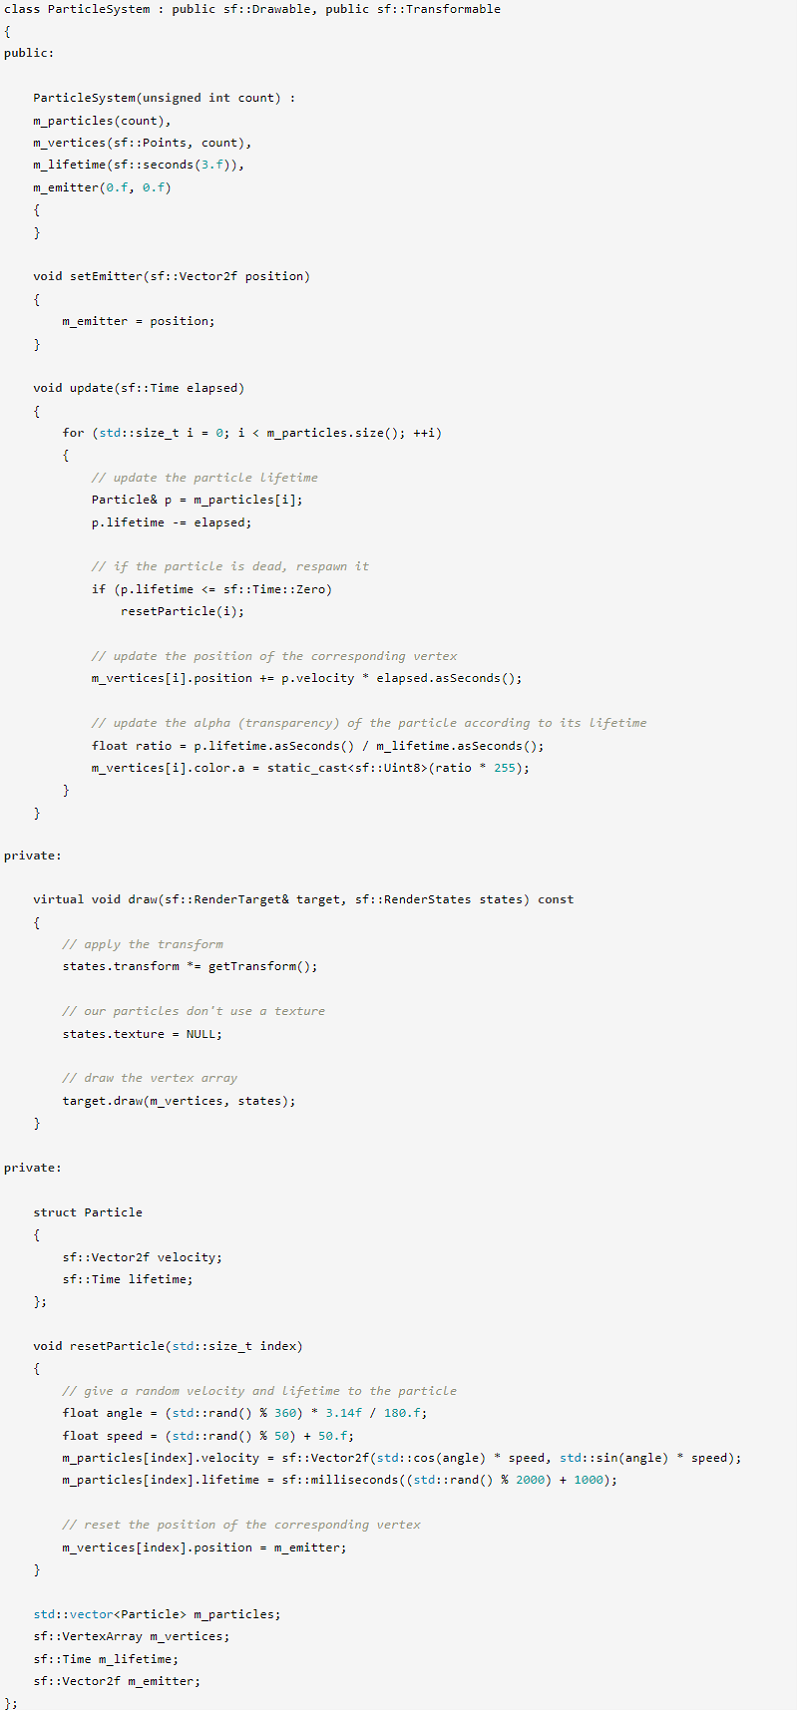 class ParticleSystem : public sf::Drawable, public sf::Transformable
{
public:

    ParticleSystem(unsigned int count) :
    m_particles(count),
    m_vertices(sf::Points, count),
    m_lifetime(sf::seconds(3.f)),
    m_emitter(0.f, 0.f)
    {
    }

    void setEmitter(sf::Vector2f position)
    {
        m_emitter = position;
    }

    void update(sf::Time elapsed)
    {
        for (std::size_t i = 0; i < m_particles.size(); ++i)
        {
            // update the particle lifetime
            Particle& p = m_particles[i];
            p.lifetime -= elapsed;

            // if the particle is dead, respawn it
            if (p.lifetime <= sf::Time::Zero)
                resetParticle(i);

            // update the position of the corresponding vertex
            m_vertices[i].position += p.velocity * elapsed.asSeconds();

            // update the alpha (transparency) of the particle according to its lifetime
            float ratio = p.lifetime.asSeconds() / m_lifetime.asSeconds();
            m_vertices[i].color.a = static_cast<sf::Uint8>(ratio * 255);
        }
    }

private:

    virtual void draw(sf::RenderTarget& target, sf::RenderStates states) const
    {
        // apply the transform
        states.transform *= getTransform();

        // our particles don't use a texture
        states.texture = NULL;

        // draw the vertex array
        target.draw(m_vertices, states);
    }

private:

    struct Particle
    {
        sf::Vector2f velocity;
        sf::Time lifetime;
    };

    void resetParticle(std::size_t index)
    {
        // give a random velocity and lifetime to the particle
        float angle = (std::rand() % 360) * 3.14f / 180.f;
        float speed = (std::rand() % 50) + 50.f;
        m_particles[index].velocity = sf::Vector2f(std::cos(angle) * speed, std::sin(angle) * speed);
        m_particles[index].lifetime = sf::milliseconds((std::rand() % 2000) + 1000);

        // reset the position of the corresponding vertex
        m_vertices[index].position = m_emitter;
    }

    std::vector<Particle> m_particles;
    sf::VertexArray m_vertices;
    sf::Time m_lifetime;
    sf::Vector2f m_emitter;
};